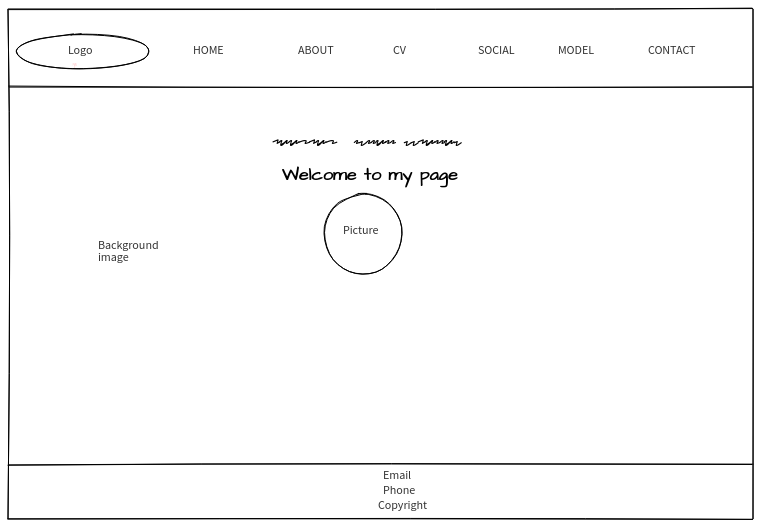 Logo
HOME
ABOUT
CV
SOCIAL
MODEL
CONTACT
Welcome to my page
Picture
Background
image
Email
Phone
Copyright